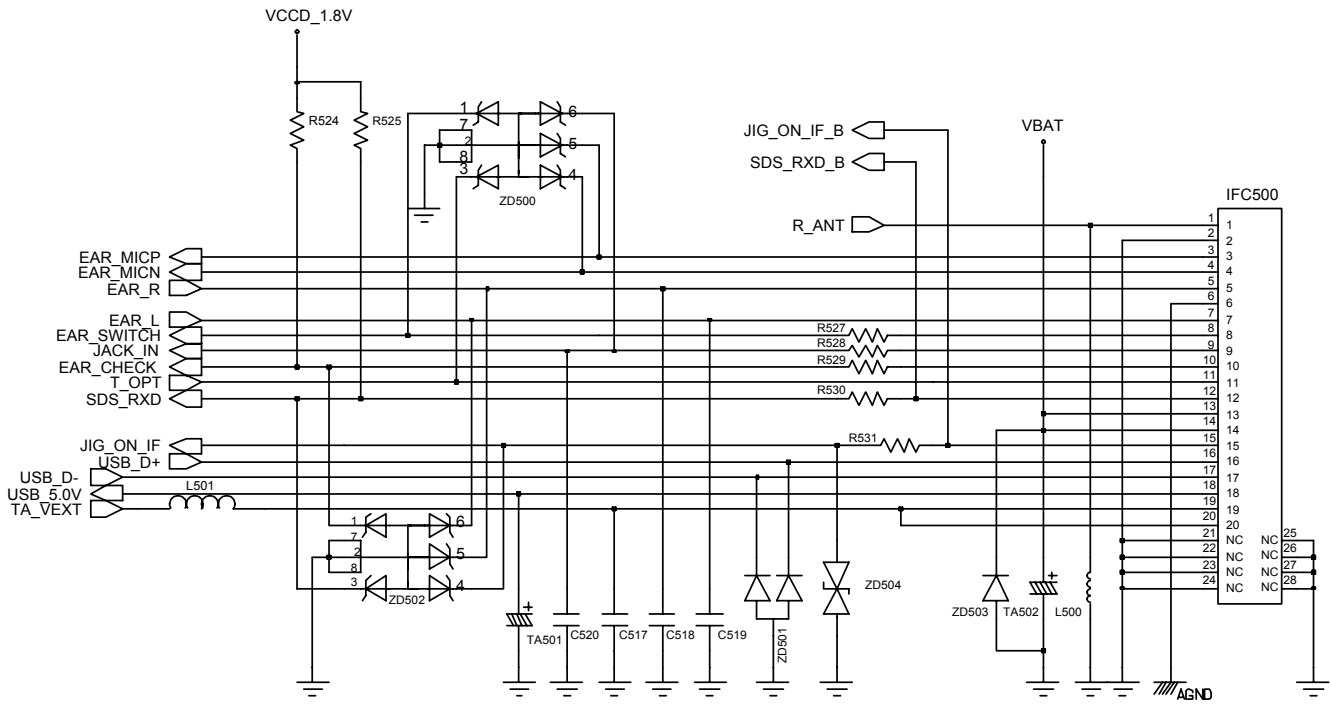 VCCD_1.8V
R524
R525
1
6
7
2
5
8
3
4
ZD500
JIG_ON_IF_B
SDS_RXD_B
VBAT
R_ANT
IFC500
EAR_MICP
EAR_MICN
EAR_R
EAR_L
EAR_SWITCH
JACK_IN
EAR_CHECK
T_OPT
SDS_RXD
JIG_ON_IF
USB_D+
USB_D-
USB_5.0V
TA_VEXT
L501
R527
R528
R529
R530
R531
1 1
2 2
3 3
4 4
5 5
6 6
7 7
8 8
9 9
10 10
11 11
12 12
13 13
14 14
15 15
16 16
17 17
18 18
19 19
20 20
21 NC NC 25
22 NC NC 26
23 NC NC 27
24 NC NC 28
1
6
7
2
5
8
3
4
ZD502
+
TA501
C520
C517
C518
C519
ZD501
ZD504
ZD503
TA502
+
L500
AGND